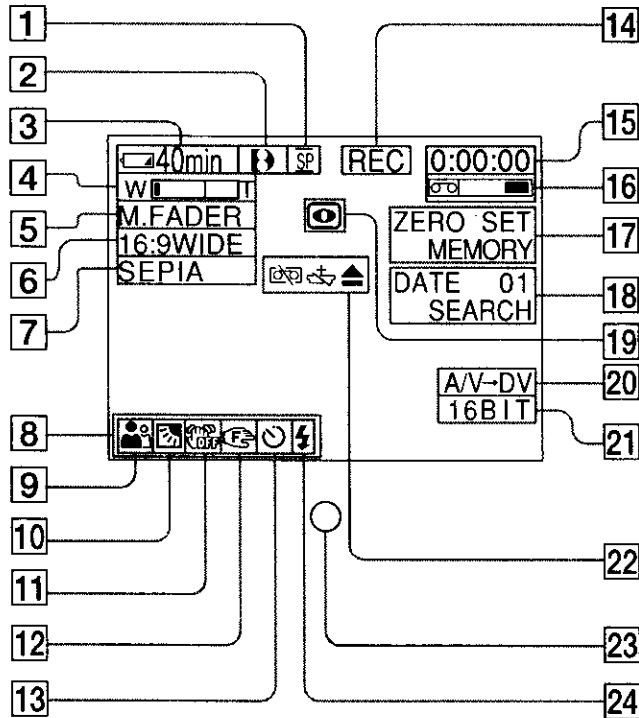 1
14
2
3
15
40min SP REC 0:00:00
4
W T
16
5
M.FADER
ZERO SET
MEMORY
17
6
16:9WIDE
7
SEPIA
DATE 01
SEARCH
18
19
A/V→DV
20
16BIT
21
8
OFF F
9
10
11
22
12
23
13
24